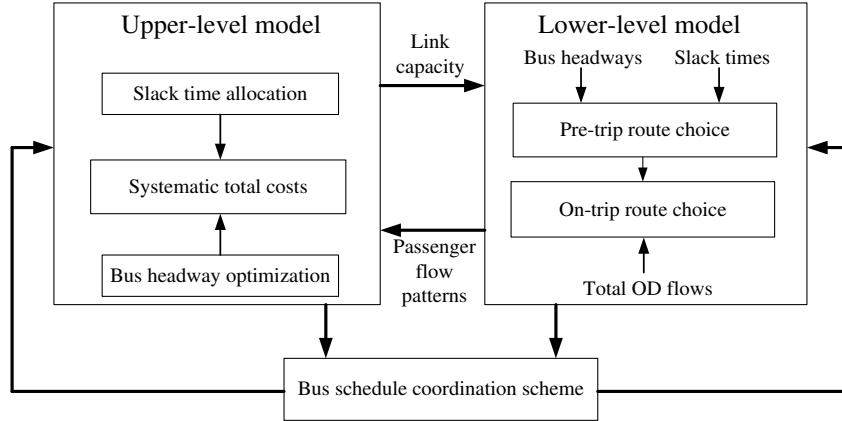 Upper-level model
Slack time allocation
Systematic total costs
Bus headway optimization
Link
capacity
Passenger
flow
patterns
Lower-level model
Bus headways
Slack times
Pre-trip route choice
On-trip route choice
Total OD flows
Bus schedule coordination scheme